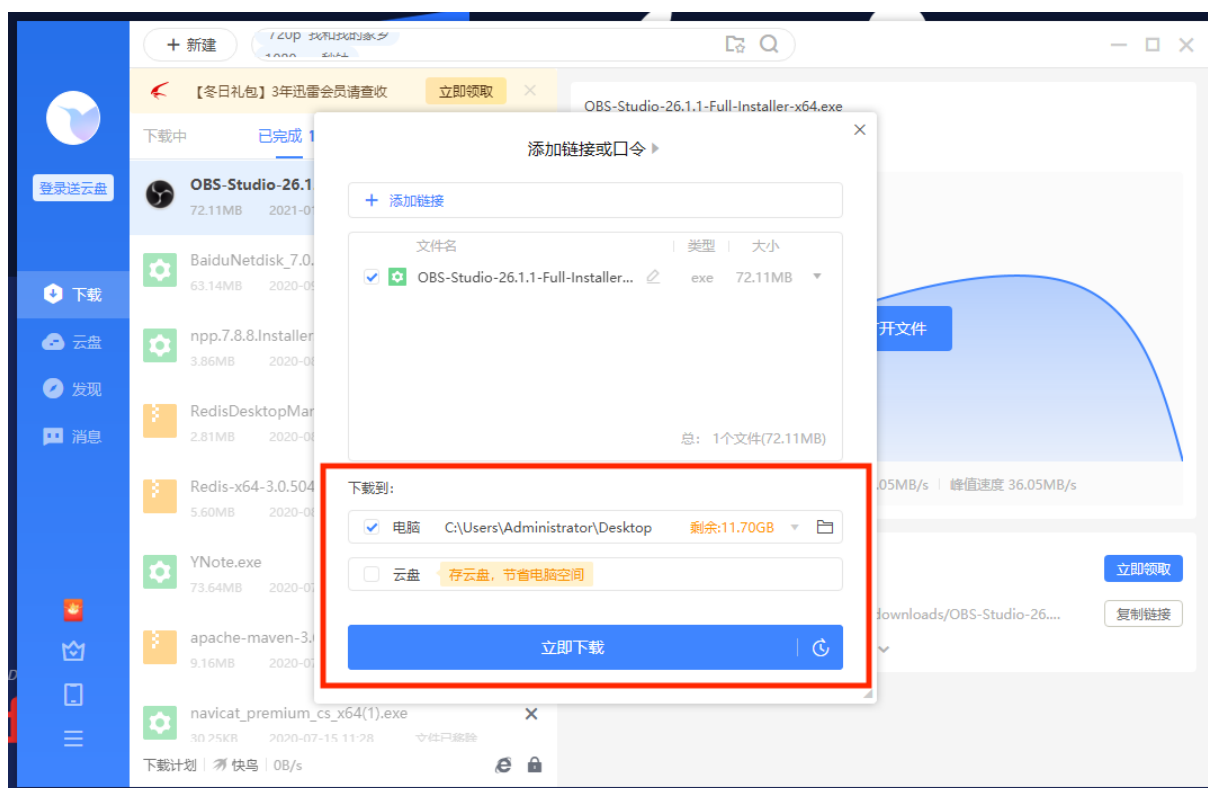 + 新建
720p 我和我的家乡
【冬日礼包】3年迅雷会员请查收
立即领取
OBS-Studio-26.1.1-Full-Installer-x64.exe
下载中
已完成 1
添加链接或口令
登录送云盘
OBS-Studio-26.1
72.11MB 2021-0
+ 添加链接
文件名 类型 大小
OBS-Studio-26.1.1-Full-Installer... exe 72.11MB
BaiduNetdisk_7.0.
63.14MB 2020-09
下载
云盘
发现
消息
npp.7.8.8.Installer
3.86MB 2020-08
开文件
RedisDesktopMar
2.81MB 2020-08
总: 1个文件(72.11MB)
Redis-x64-3.0.504
5.60MB 2020-08
下载到:
.05MB/s 峰值速度 36.05MB/s
电脑 C:\Users\Administrator\Desktop 剩余:11.70GB
YNote.exe
73.64MB 2020-07
云盘 存云盘，节省电脑空间
立即领取
downloads/OBS-Studio-26....
复制链接
apache-maven-3.
9.16MB 2020-07
立即下载
navicat_premium_cs_x64(1).exe
30.25KB 2020-07-15 11:28 文件已移除
下载计划 快鸟 0B/s